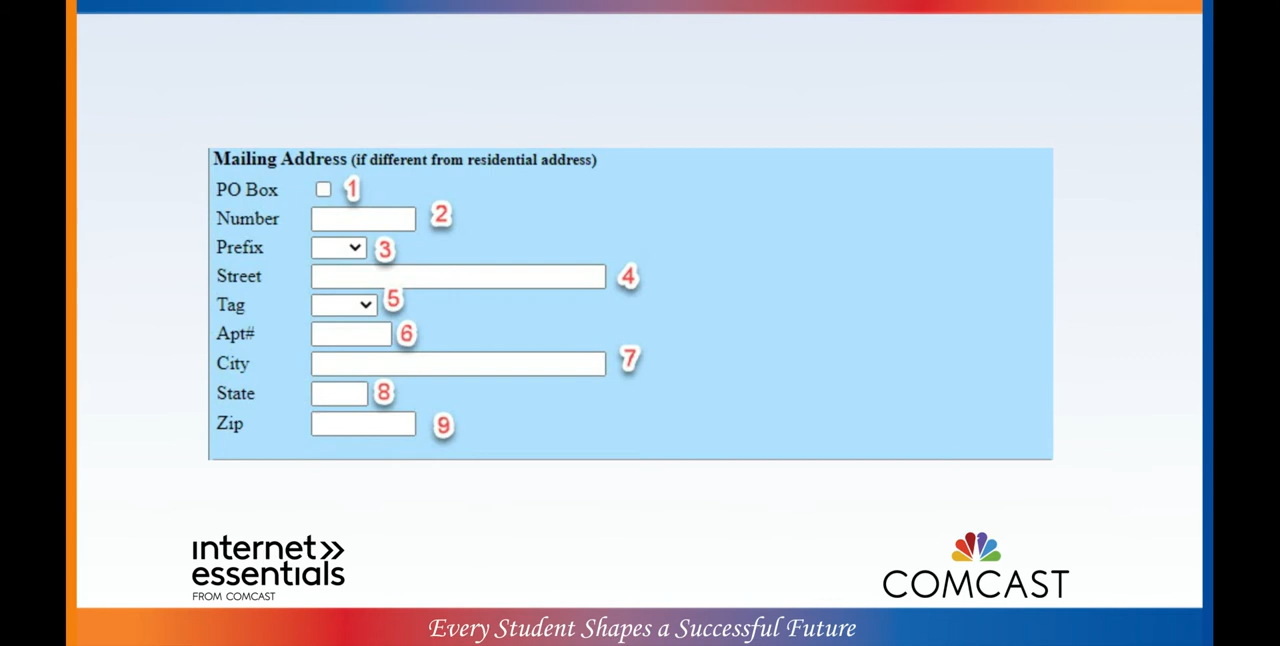 Mailing Address (if different from residential address)
PO Box 1
Number 2
Prefix 3
Street 4
Tag 5
Apt# 6
City 7
State 8
Zip 9
internet
essentials
FROM COMCAST
COMCAST
Every Student Shapes a Successful Future